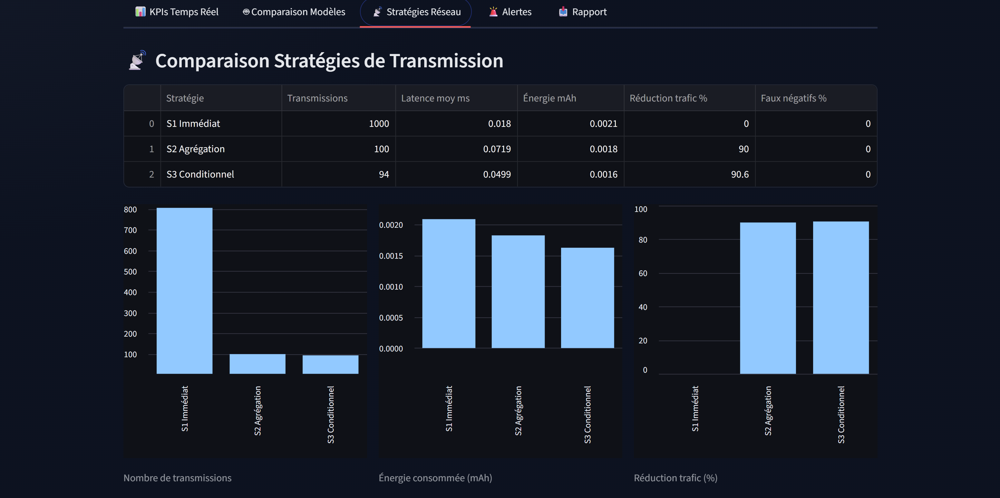 KPIs Temps Réel Comparaison Modèles Stratégies Réseau Alertes Rapport
Comparaison Stratégies de Transmission
Stratégie Transmissions Latence moy ms Énergie mAh Réduction trafic % Faux négatifs %
0 S1 Immédiat 1000 0.018 0.0021 0 0
1 S2 Agrégation 100 0.0719 0.0018 90 0
2 S3 Conditionnel 94 0.0499 0.0016 90.6 0
800
700
600
500
400
300
200
100
S1 Immédiat
S2 Agrégation
S3 Conditionnel
Nombre de transmissions
0.0020
0.0015
0.0010
0.0005
0.0000
S1 Immédiat
S2 Agrégation
S3 Conditionnel
Énergie consommée (mAh)
100
80
60
40
20
0
S1 Immédiat
S2 Agrégation
S3 Conditionnel
Réduction trafic (%)